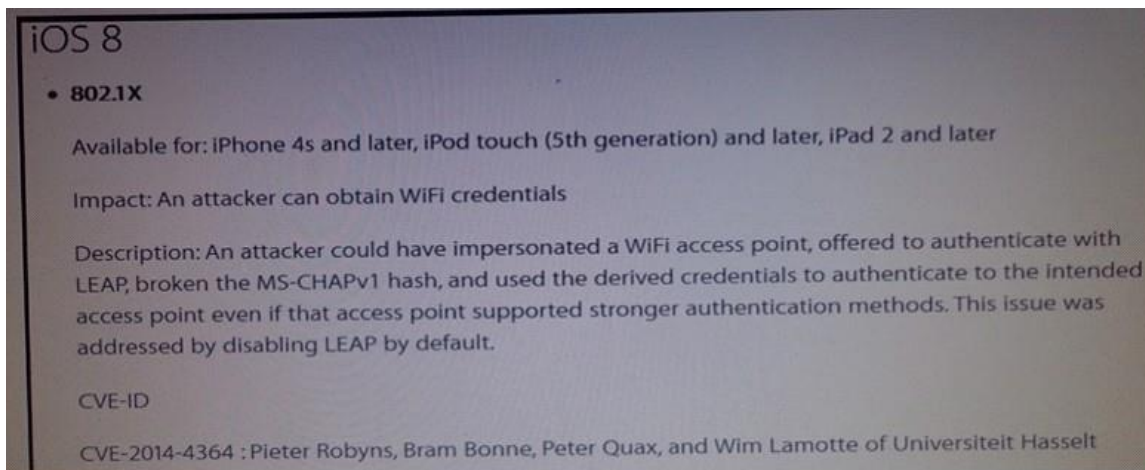 iOS 8
• 802.1X
Available for: iPhone 4s and later, iPod touch (5th generation) and later, iPad 2 and later
Impact: An attacker can obtain WiFi credentials
Description: An attacker could have impersonated a WiFi access point, offered to authenticate with
LEAP, broken the MS-CHAPv1 hash, and used the derived credentials to authenticate to the intended
access point even if that access point supported stronger authentication methods. This issue was
addressed by disabling LEAP by default.
CVE-ID
CVE-2014-4364 : Pieter Robyns, Bram Bonne, Peter Quax, and Wim Lamotte of Universiteit Hasselt